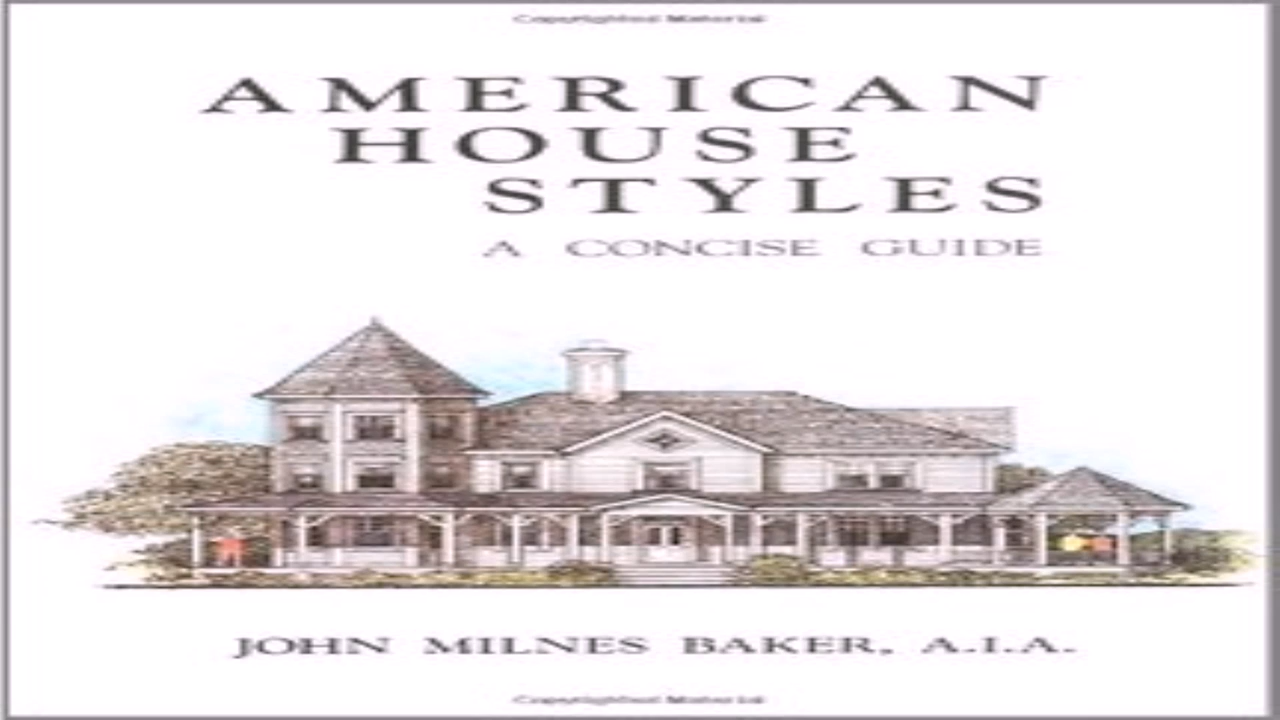 Copyrighted Material
AMERICAN
HOUSE
STYLES
A CONCISE GUIDE
JOHN MILNES BAKER, A.I.A.
Copyrighted Material